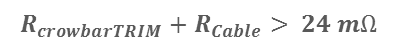 R_crowbarTRIM + R_Cable > 24 mΩ